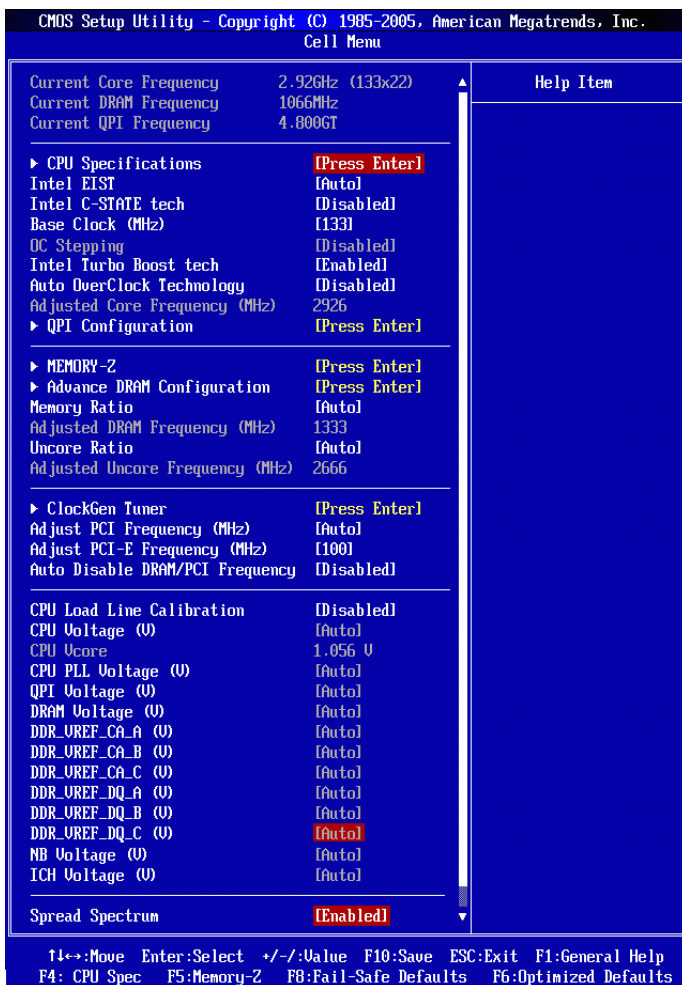 CMOS Setup Utility - Copyright (C) 1985-2005, American Megatrends, Inc.
Cell Menu
Current Core Frequency 2.92GHz (133x22)
Current DRAM Frequency 1066MHz
Current QPI Frequency 4.800GT
Help Item
▶ CPU Specifications [Press Enter]
Intel EIST [Auto]
Intel C-STATE tech [Disabled]
Base Clock (MHz) [133]
OC Stepping [Disabled]
Intel Turbo Boost tech [Enabled]
Auto OverClock Technology [Disabled]
Adjusted Core Frequency (MHz) 2926
▶ QPI Configuration [Press Enter]
▶ MEMORY-Z [Press Enter]
▶ Advance DRAM Configuration [Press Enter]
Memory Ratio [Auto]
Adjusted DRAM Frequency (MHz) 1333
Uncore Ratio [Auto]
Adjusted Uncore Frequency (MHz) 2666
▶ ClockGen Tuner [Press Enter]
Adjust PCI Frequency (MHz) [Auto]
Adjust PCI-E Frequency (MHz) [100]
Auto Disable DRAM/PCI Frequency [Disabled]
CPU Load Line Calibration [Disabled]
CPU Voltage (V) [Auto]
CPU Vcore 1.056 V
CPU PLL Voltage (V) [Auto]
QPI Voltage (V) [Auto]
DRAM Voltage (V) [Auto]
DDR_VREF_CA_A (V) [Auto]
DDR_VREF_CA_B (V) [Auto]
DDR_VREF_CA_C (V) [Auto]
DDR_VREF_DQ_A (V) [Auto]
DDR_VREF_DQ_B (V) [Auto]
DDR_VREF_DQ_C (V) [Auto]
NB Voltage (V) [Auto]
ICH Voltage (V) [Auto]
Spread Spectrum [Enabled]
↑↓←→:Move Enter:Select +/-/:Value F10:Save ESC:Exit F1:General Help
F4: CPU Spec F5:Memory-Z F8:Fail-Safe Defaults F6:Optimized Defaults